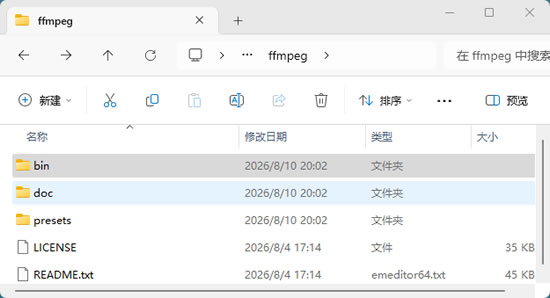 ffmpeg
ffmpeg
在 ffmpeg 中搜索
新建 排序 预览
名称 修改日期 类型 大小
bin 2026/8/10 20:02 文件夹
doc 2026/8/10 20:02 文件夹
presets 2026/8/10 20:02 文件夹
LICENSE 2026/8/4 17:14 文件 35 KB
README.txt 2026/8/4 17:14 emeditor64.txt 45 KB